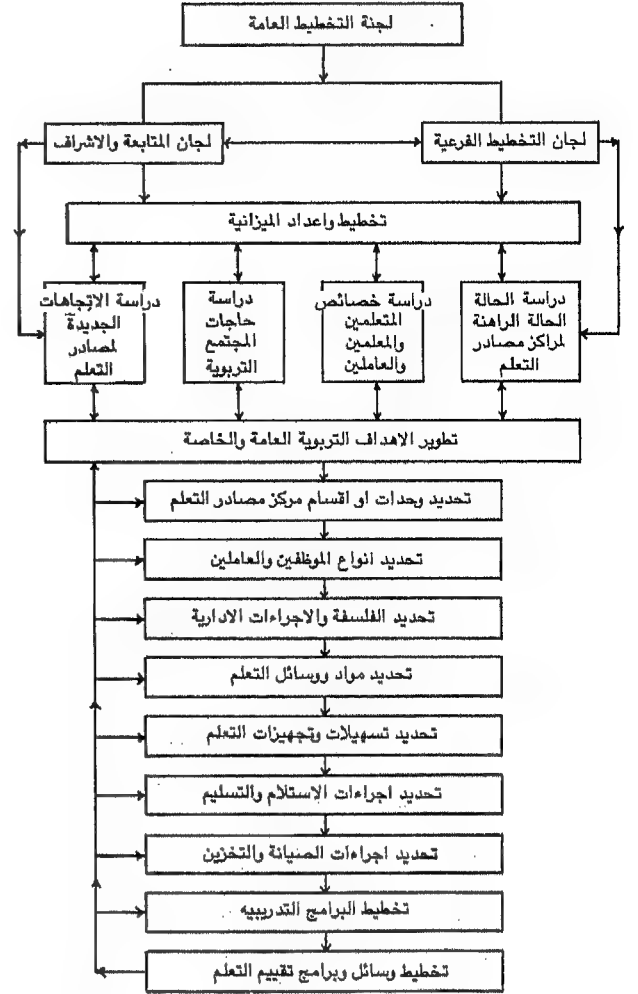 لجنة التخطيط العامة
لجان التخطيط الفرعية
لجان المتابعة والاشراف
تخطيط واعداد الميزانية
دراسة الحالة
الحالة الراهنة
لمراكز مصادر
التعلم
دراسة خصائص
المتعلمين
والمعلمين
والعاملين
دراسة
حاجات
المجتمع
التربوية
دراسة الإتجاهات
الجديدة
لمصادر
التعلم
تطوير الاهداف التربوية العامة والخاصة
تحديد وحدات او اقسام مركز مصادر التعلم
تحديد انواع الموظفين والعاملين
تحديد الفلسفة والاجراءات الادارية
تحديد مواد ووسائل التعلم
تحديد تسهيلات وتجهيزات التعلم
تحديد اجراءات الاستلام والتسليم
تحديد اجراءات الصيانة والتخزين
تخطيط البرامج التدريبيه
تخطيط وسائل وبرامج تقييم التعلم